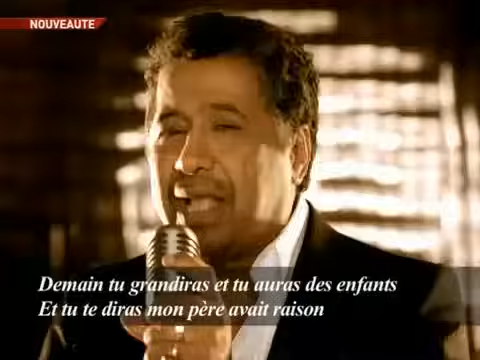 NOUVEAUTE
Demain tu grandiras et tu auras des enfants
Et tu te diras mon père avait raison